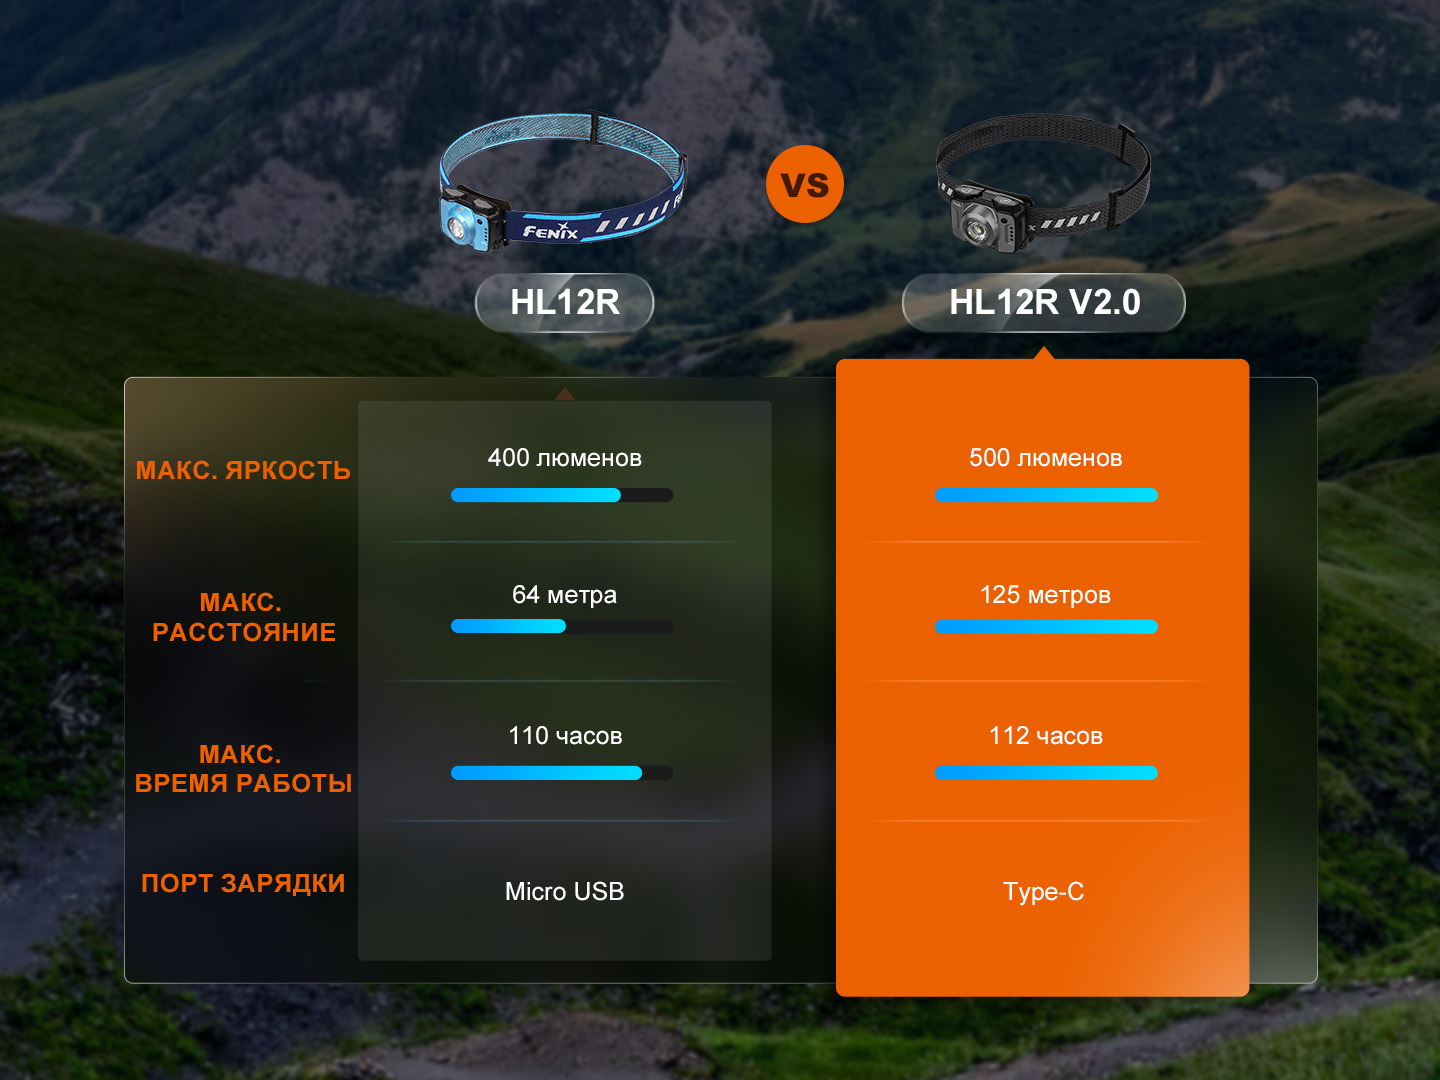 VS
FENIX
HL12R
HL12R V2.0
МАКС. ЯРКОСТЬ
400 люменов
500 люменов
МАКС.
РАССТОЯНИЕ
64 метра
125 метров
МАКС.
ВРЕМЯ РАБОТЫ
110 часов
112 часов
ПОРТ ЗАРЯДКИ
Micro USB
Type-C